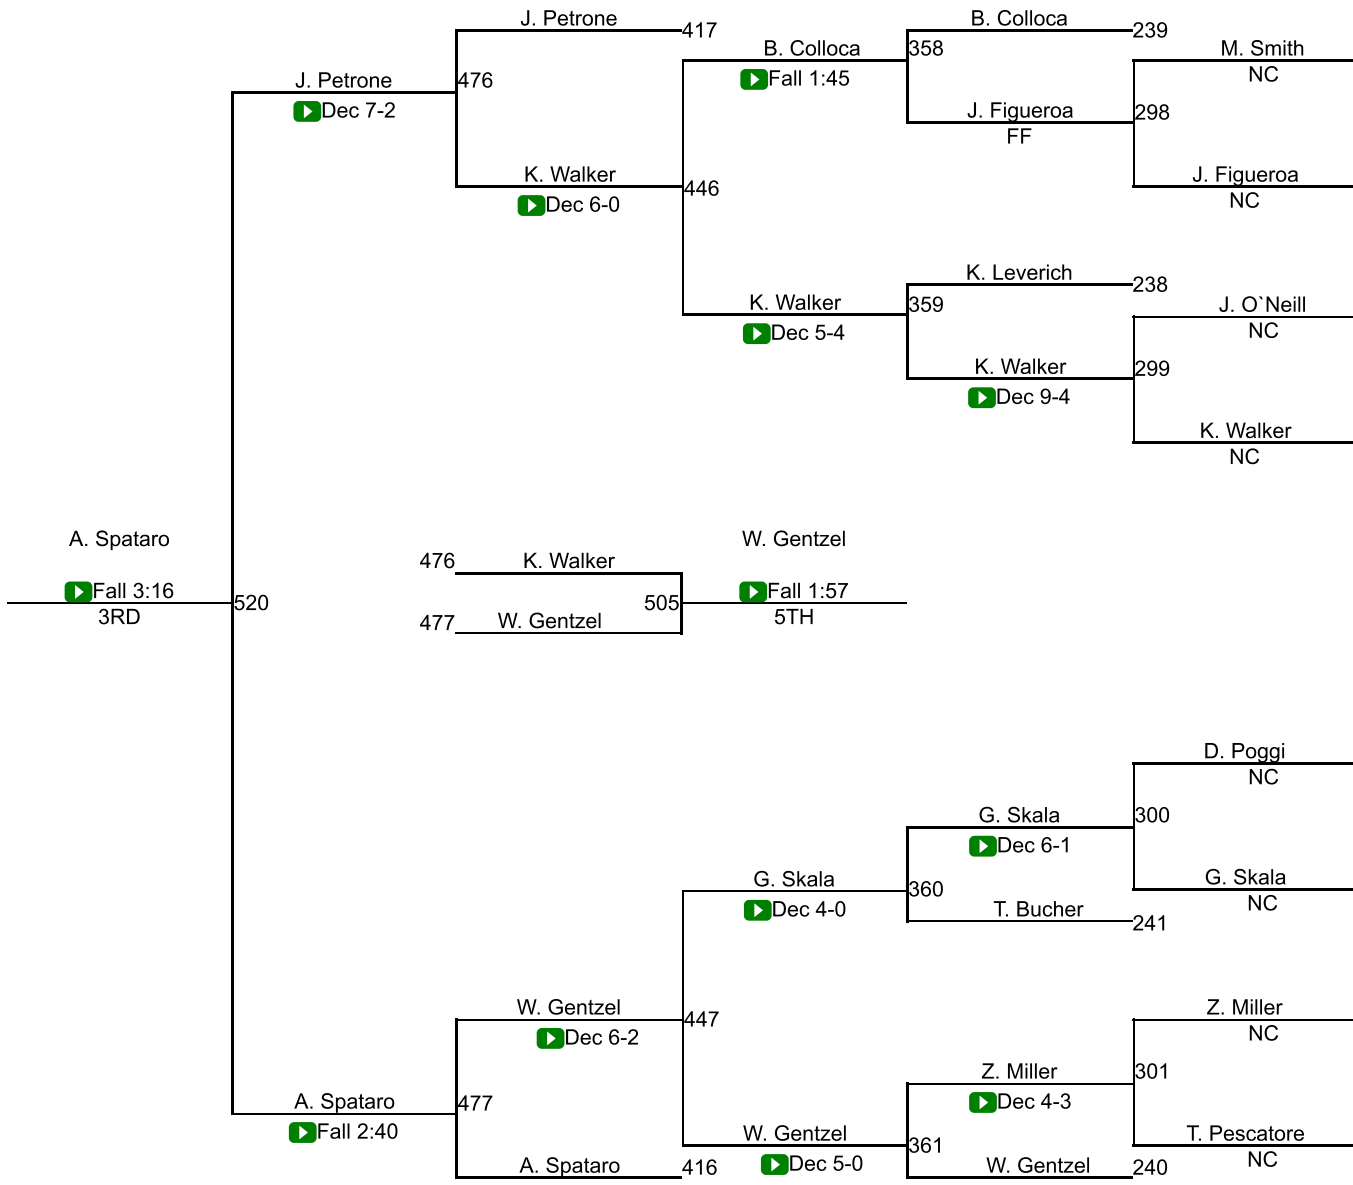 J. Petrone
417
B. Colloca
239
B. Colloca
358
M. Smith
J. Petrone
476
Fall 1:45
NC
Dec 7-2
J. Figueroa
298
FF
K. Walker
446
J. Figueroa
Dec 6-0
NC
K. Leverich
238
K. Walker
359
J. O`Neill
Dec 5-4
NC
K. Walker
299
Dec 9-4
K. Walker
NC
A. Spataro
W. Gentzel
476
K. Walker
Fall 3:16
Fall 1:57
520
505
3RD
5TH
477
W. Gentzel
D. Poggi
NC
G. Skala
300
Dec 6-1
G. Skala
360
G. Skala
Dec 4-0
NC
T. Bucher
241
W. Gentzel
447
Z. Miller
Dec 6-2
NC
Z. Miller
301
A. Spataro
477
Dec 4-3
Fall 2:40
W. Gentzel
361
T. Pescatore
Dec 5-0
NC
A. Spataro
416
W. Gentzel
240